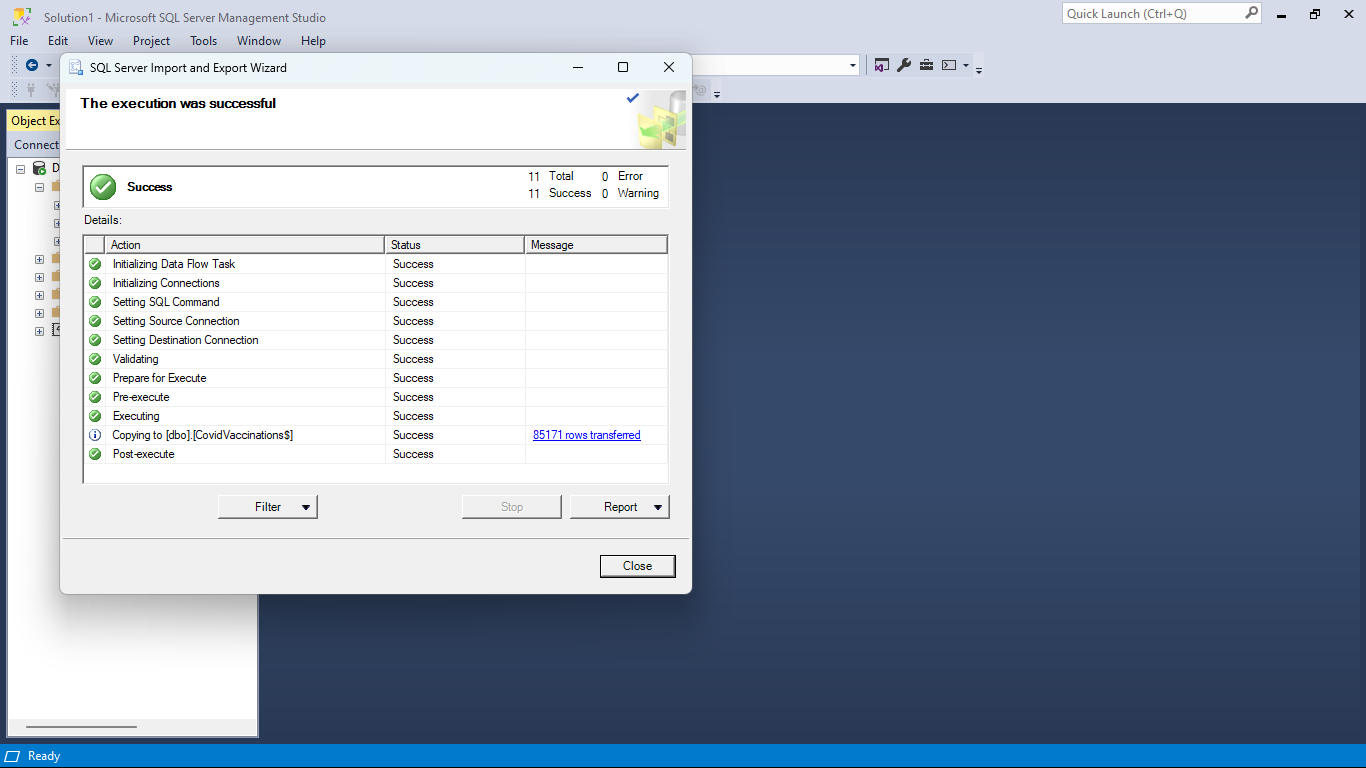 Solution1 - Microsoft SQL Server Management Studio
Quick Launch (Ctrl+Q)
File Edit View Project Tools Window Help
SQL Server Import and Export Wizard
The execution was successful
Object Ex
Connect
D
Success
11 Total 0 Error
11 Success 0 Warning
Details:
Action Status Message
Initializing Data Flow Task Success
Initializing Connections Success
Setting SQL Command Success
Setting Source Connection Success
Setting Destination Connection Success
Validating Success
Prepare for Execute Success
Pre-execute Success
Executing Success
Copying to [dbo].[CovidVaccinations$] Success 85171 rows transferred
Post-execute Success
Filter Stop Report
Close
Ready